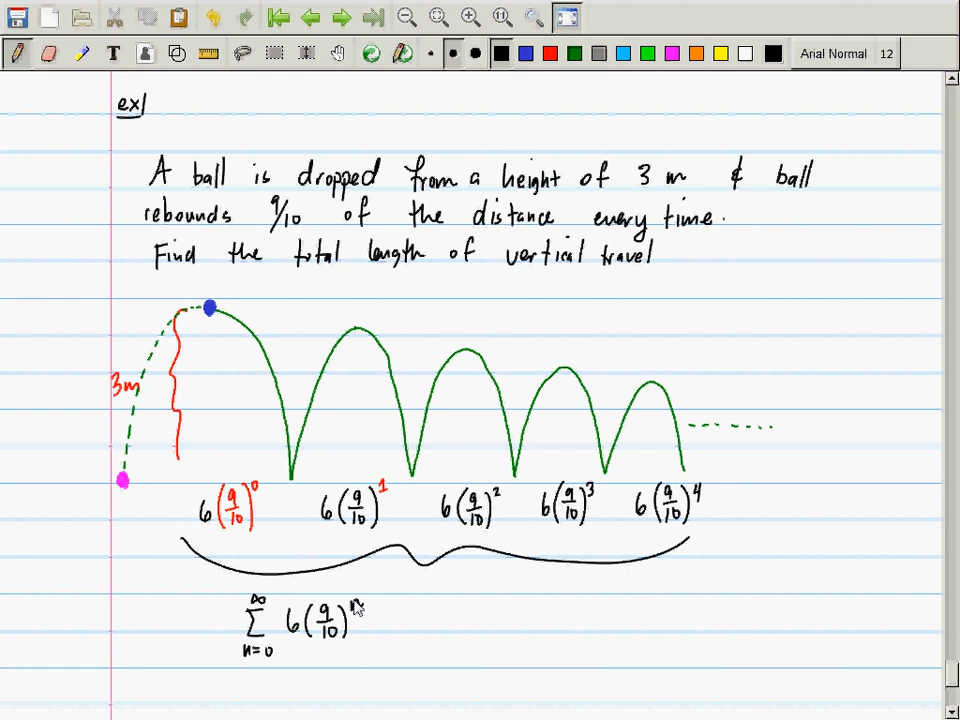 Arial Normal 12
ex/
A ball is dropped from a height of 3 m & ball
rebounds 9/10 of the distance every time.
Find the total length of vertical travel
3m
6(9/10)^0 6(9/10)^1 6(9/10)^2 6(9/10)^3 6(9/10)^4
∞
∑ 6(9/10)^n
n=0